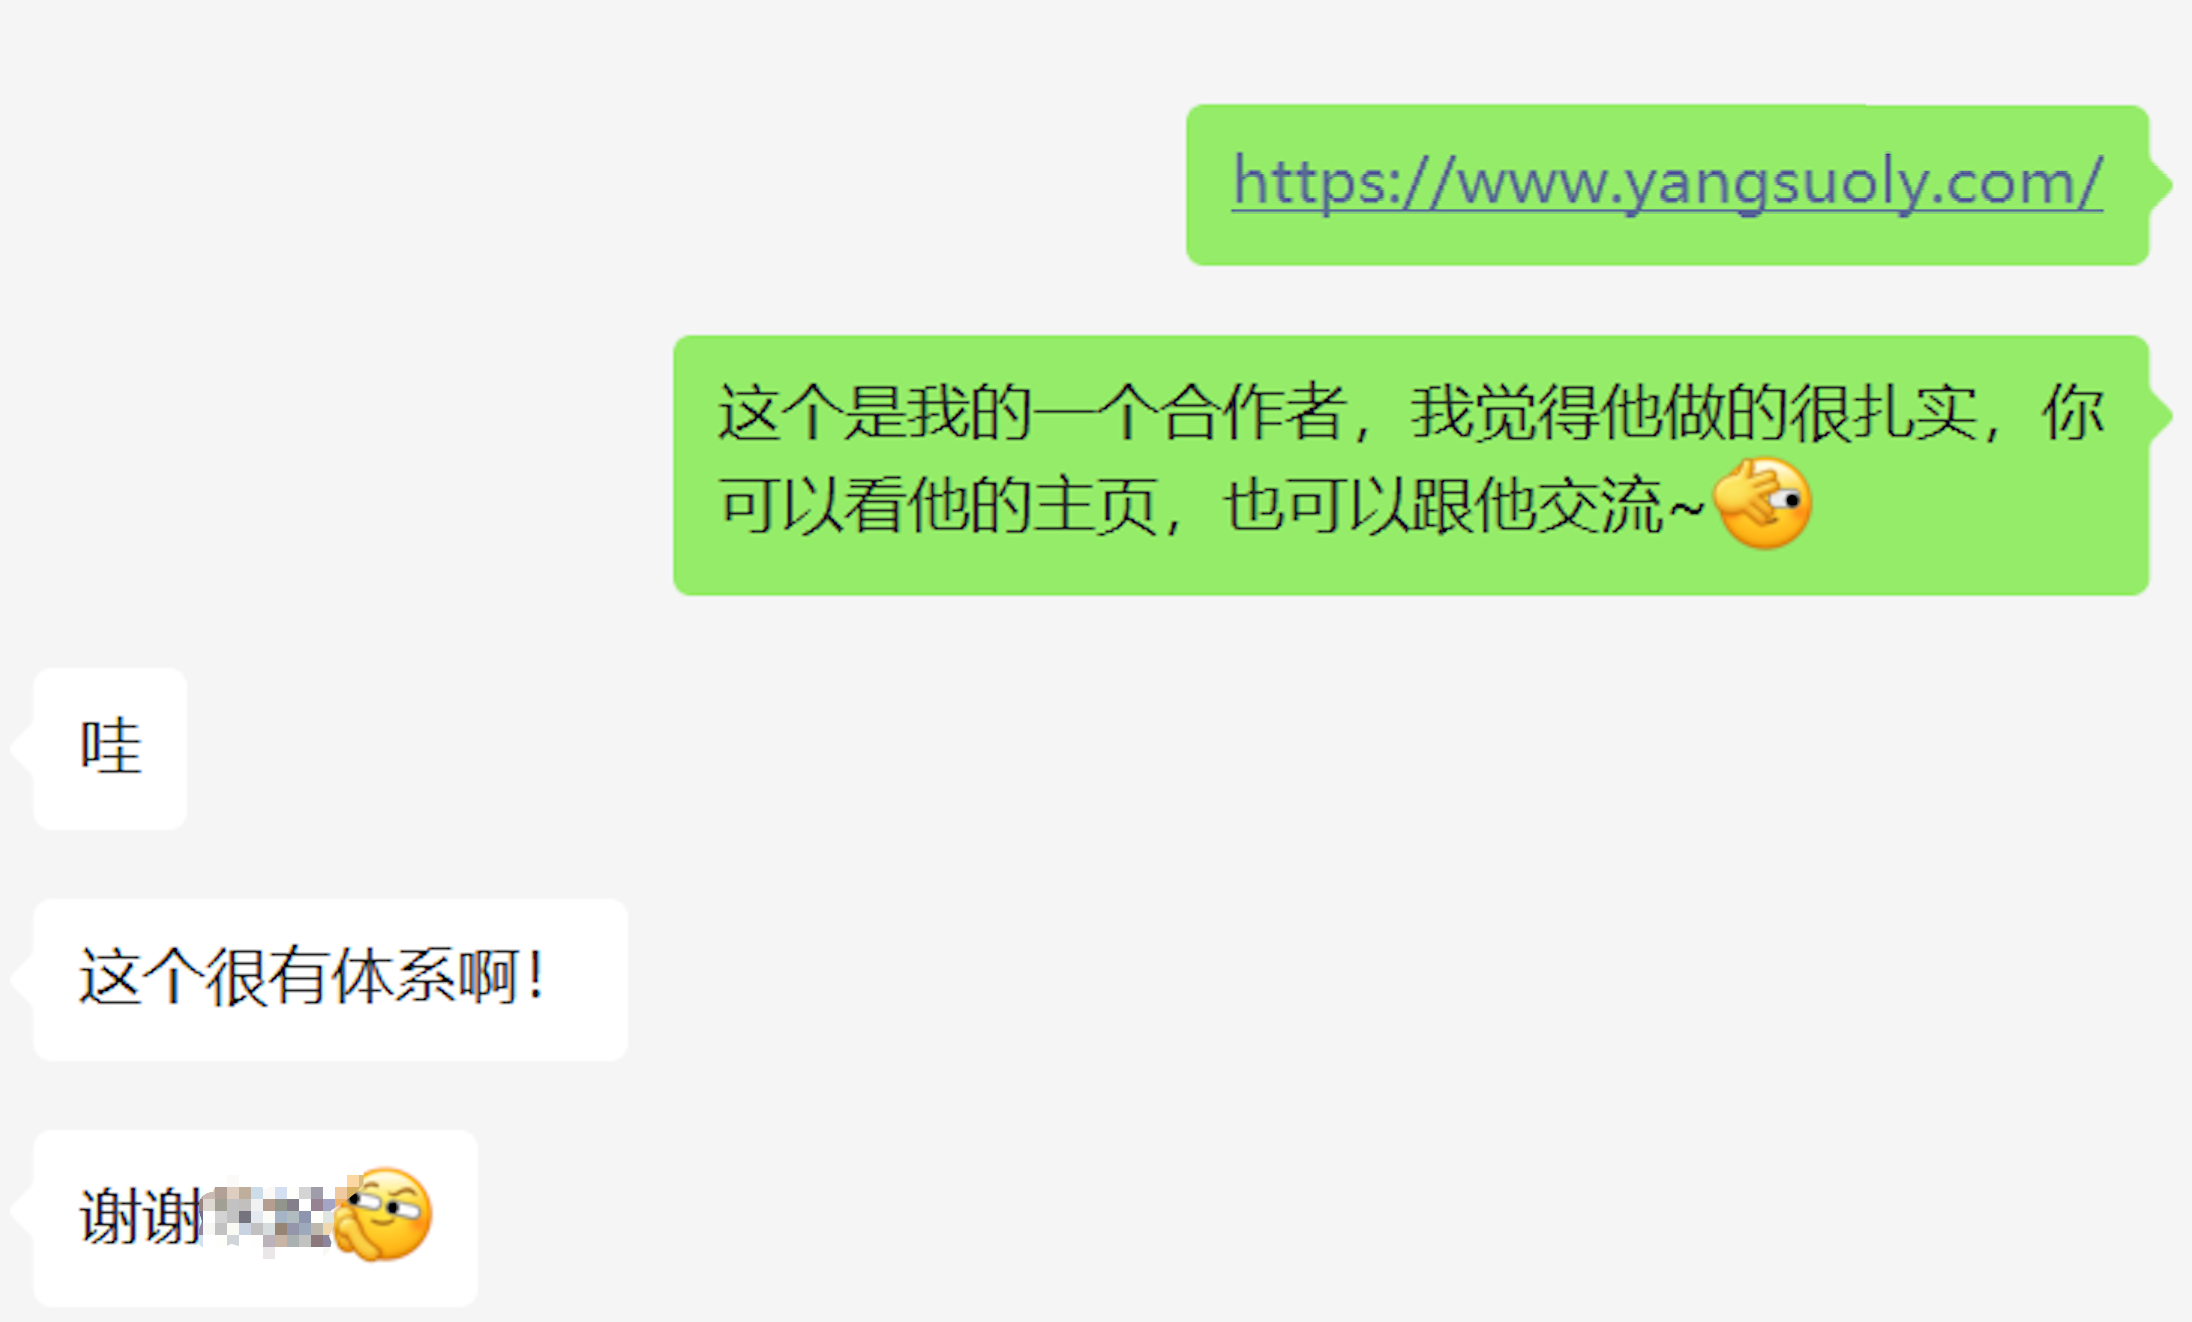 https://www.yangsuoly.com/
这个是我的一个合作者，我觉得他做的很扎实，你
可以看他的主页，也可以跟他交流~
哇
这个很有体系啊！
谢谢